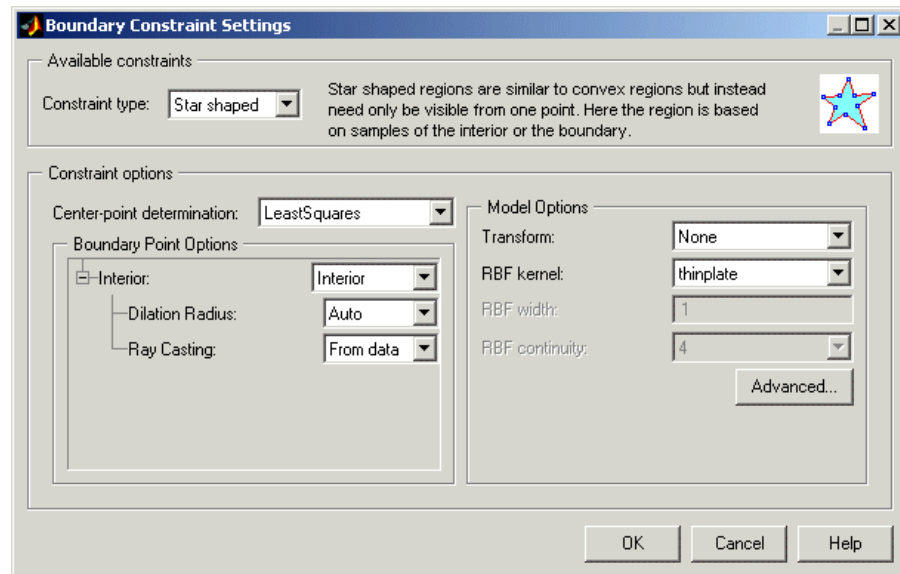 Boundary Constraint Settings
Available constraints
Constraint type: Star shaped
Star shaped regions are similar to convex regions but instead
need only be visible from one point. Here the region is based
on samples of the interior or the boundary.
Constraint options
Center-point determination: LeastSquares
Boundary Point Options
Interior: Interior
Dilation Radius: Auto
Ray Casting: From data
Model Options
Transform: None
RBF kernel: thinplate
RBF width: 1
RBF continuity: 4
Advanced...
OK Cancel Help